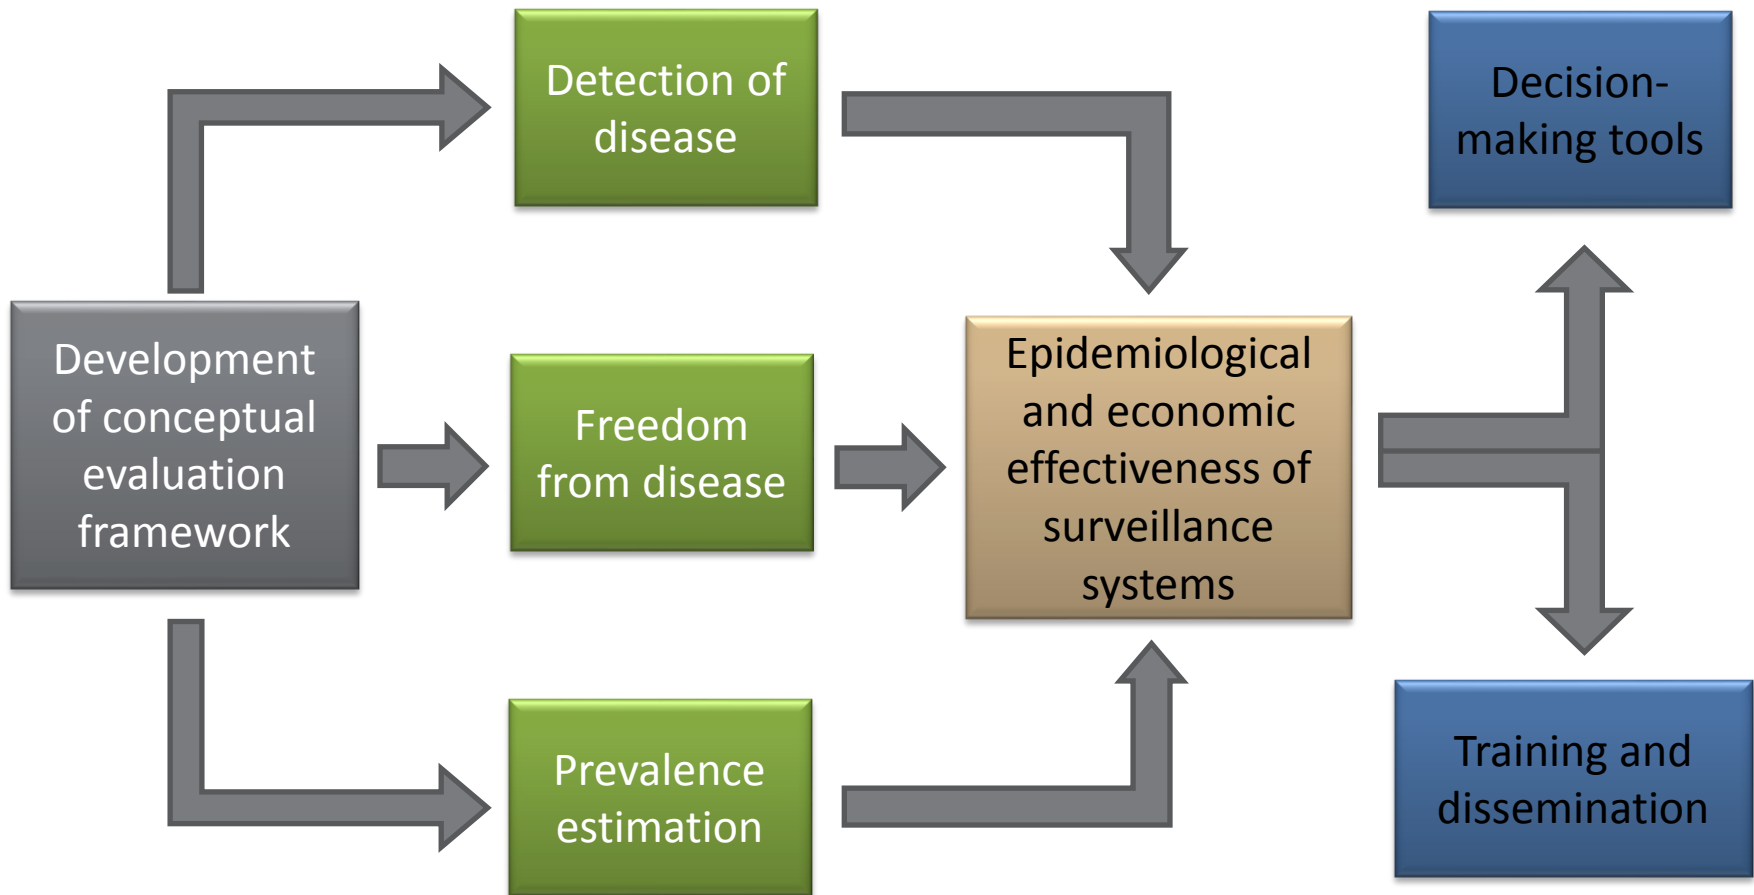 Development
of conceptual
evaluation
framework
Detection of
disease
Freedom
from disease
Prevalence
estimation
Epidemiological
and economic
effectiveness of
surveillance
systems
Decision-
making tools
Training and
dissemination